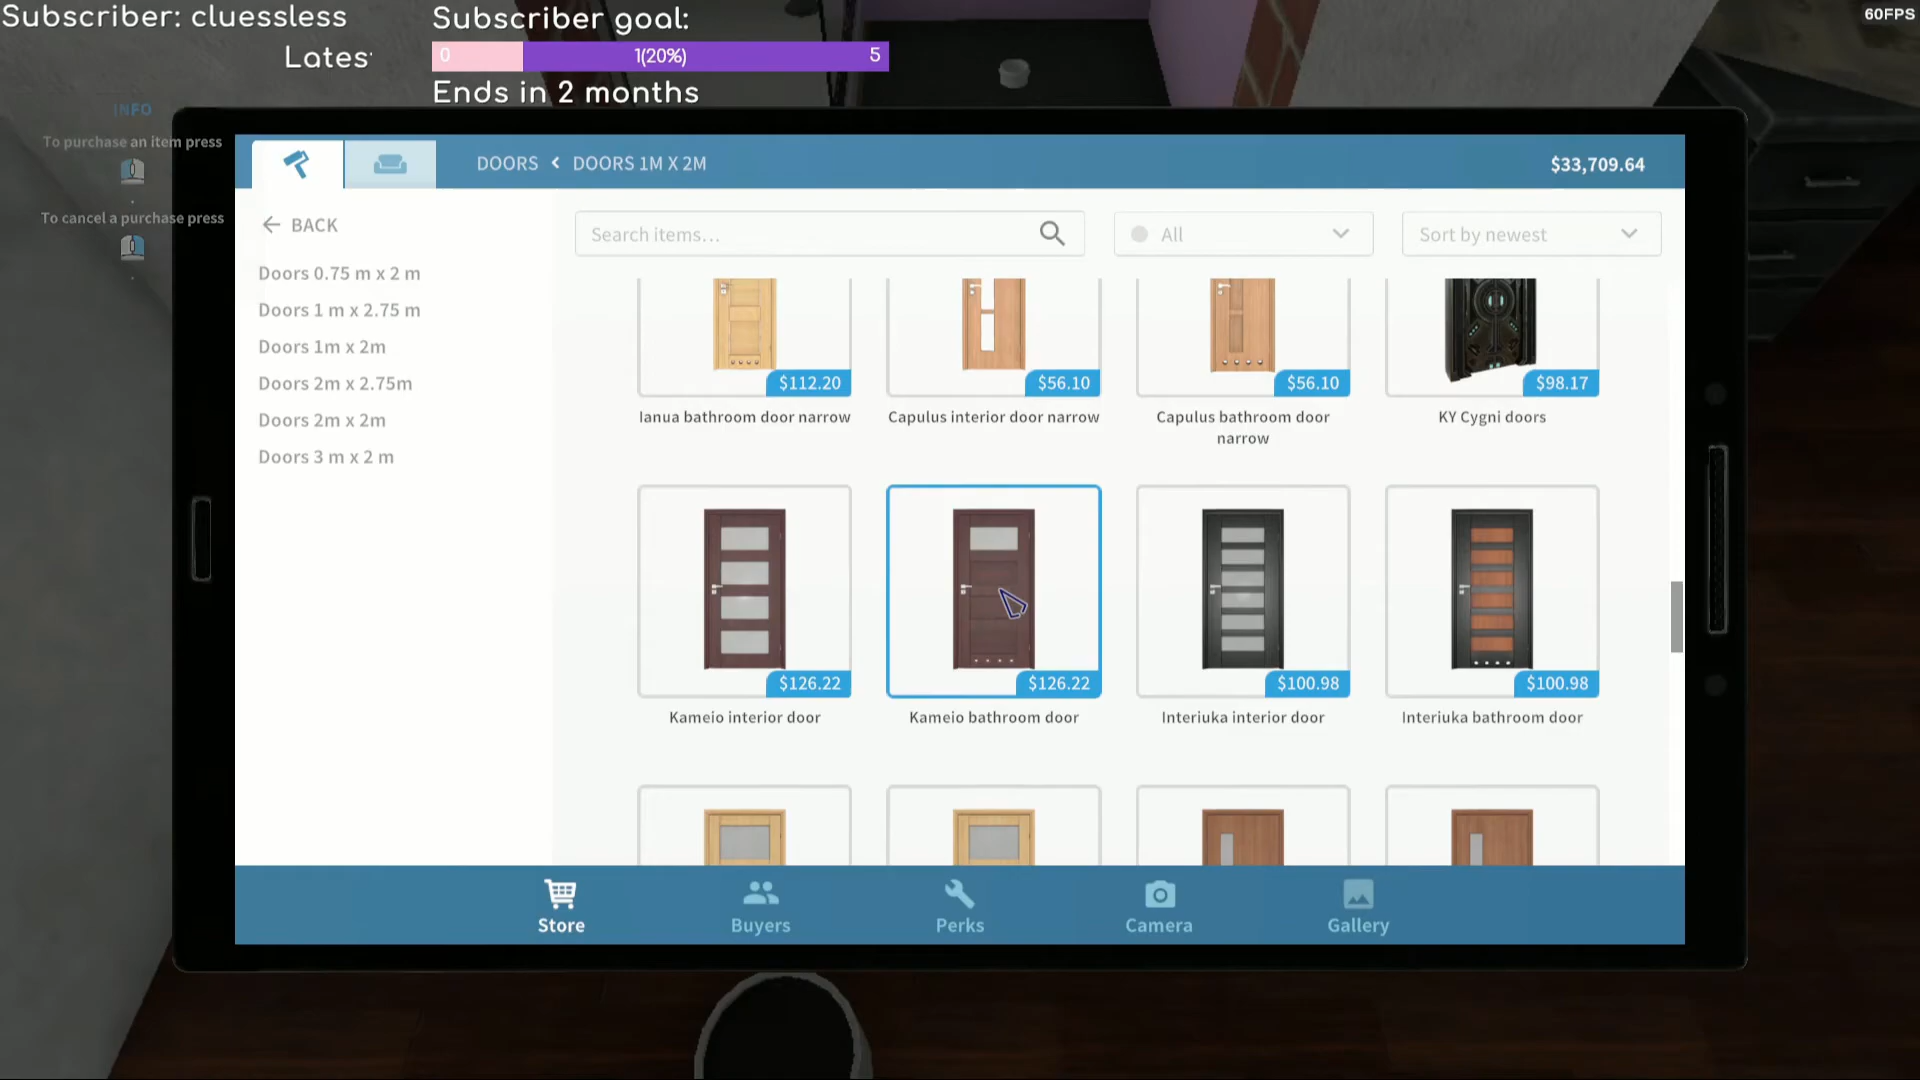 Subscriber: cluessless
Lates
Subscriber goal:
0 1(20%) 5
Ends in 2 months
60FPS
INFO
To purchase an item press
.
To cancel a purchase press
.
DOORS < DOORS 1M X 2M
$33,709.64
BACK
Doors 0.75 m x 2 m
Doors 1 m x 2.75 m
Doors 1m x 2m
Doors 2m x 2.75m
Doors 2m x 2m
Doors 3 m x 2 m
Search items...
All
Sort by newest
$112.20
Ianua bathroom door narrow
$56.10
Capulus interior door narrow
$56.10
Capulus bathroom door
narrow
$98.17
KY Cygni doors
$126.22
Kameio interior door
$126.22
Kameio bathroom door
$100.98
Interiuka interior door
$100.98
Interiuka bathroom door
Store
Buyers
Perks
Camera
Gallery